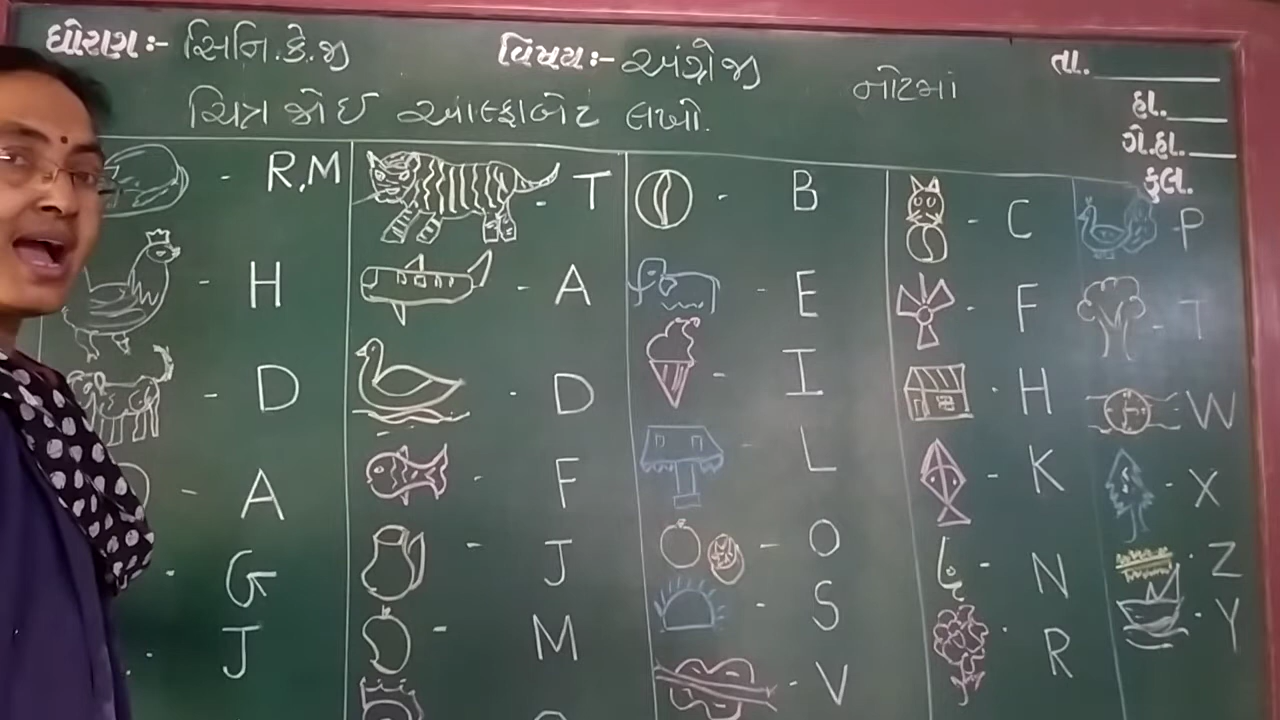 ધોરણ:- સિનિ.કે.જી વિષય:- અંગ્રેજી નોટમાં તા.
ચિત્ર જોઈ આલ્ફાબેટ લખો. હા.
ગે.હા.
કુલ.
- R,M - T - B - C - P
- H - A - E - F - T
- D - D - I - H - W
- A - F - L - K - X
- G - J - O - N - Z
- J - M - S - R - Y
- V